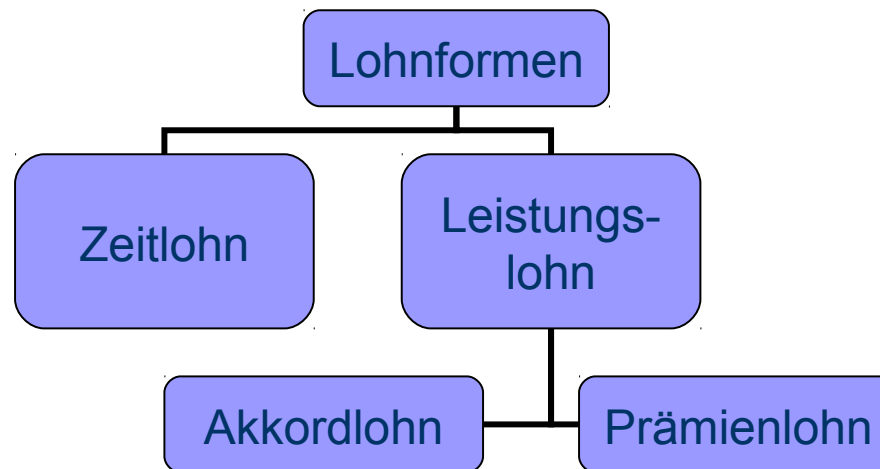 Lohnformen
Zeitlohn
Leistungs-
lohn
Akkordlohn
Prämienlohn